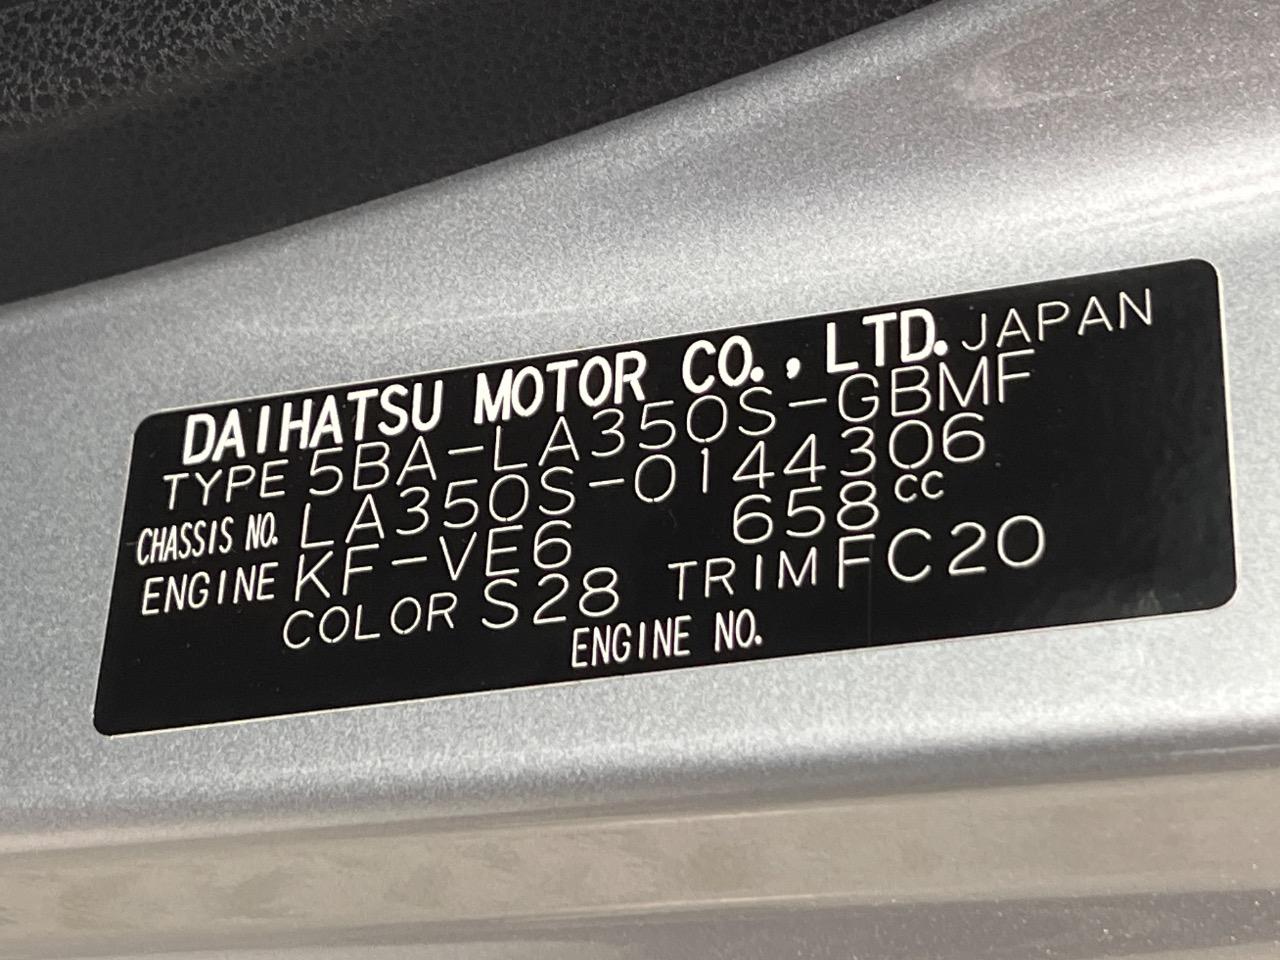 DAIHATSU MOTOR CO., LTD. JAPAN
TYPE 5BA-LA350S-GBMF
CHASSIS NO. LA350S-0144306
ENGINE KF-VE6 658cc
COLOR S28 TRIM FC20
ENGINE NO.